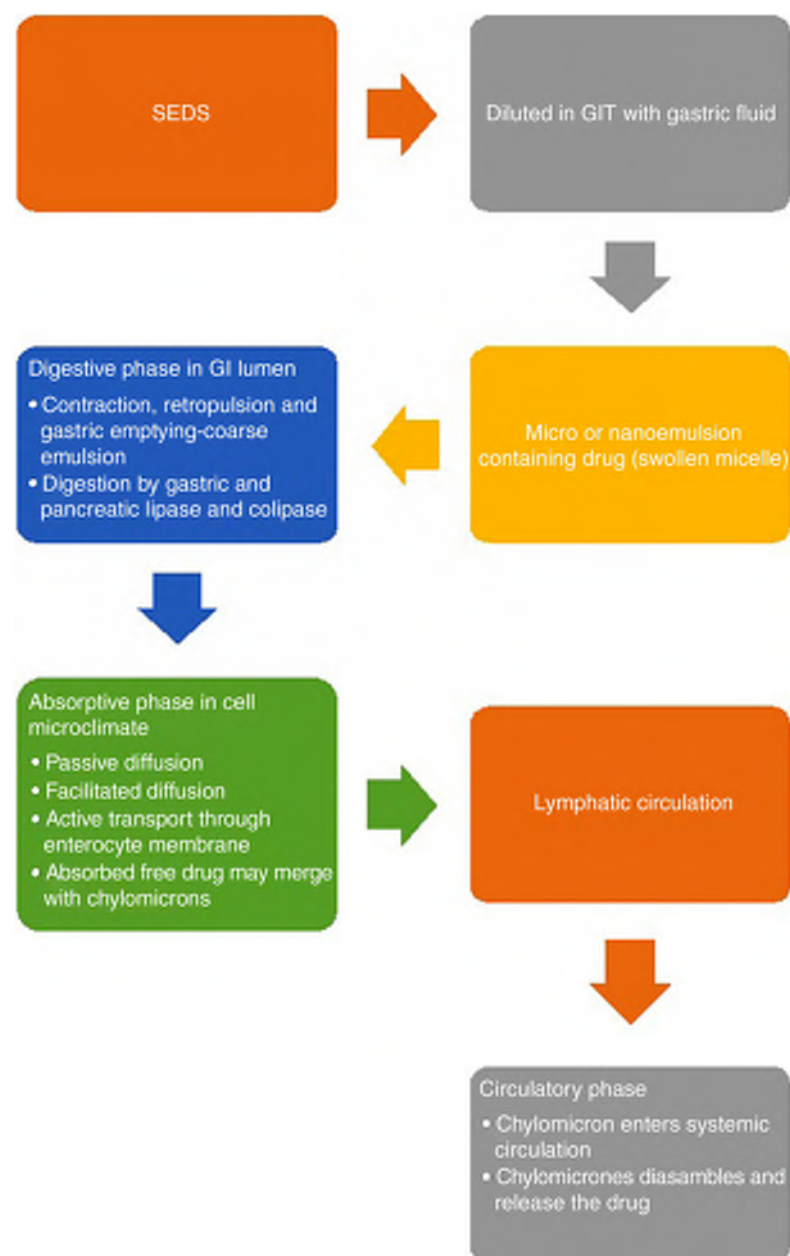 SEDS
Diluted in GIT with gastric fluid
Micro or nanoemulsion
containing drug (swollen micelle)
Digestive phase in GI lumen
• Contraction, retropulsion and
gastric emptying-coarse
emulsion
• Digestion by gastric and
pancreatic lipase and colipase
Absorptive phase in cell
microclimate
• Passive diffusion
• Facilitated diffusion
• Active transport through
enterocyte membrane
• Absorbed free drug may merge
with chylomicrons
Lymphatic circulation
Circulatory phase
• Chylomicron enters systemic
circulation
• Chylomicrones diasambles and
release the drug